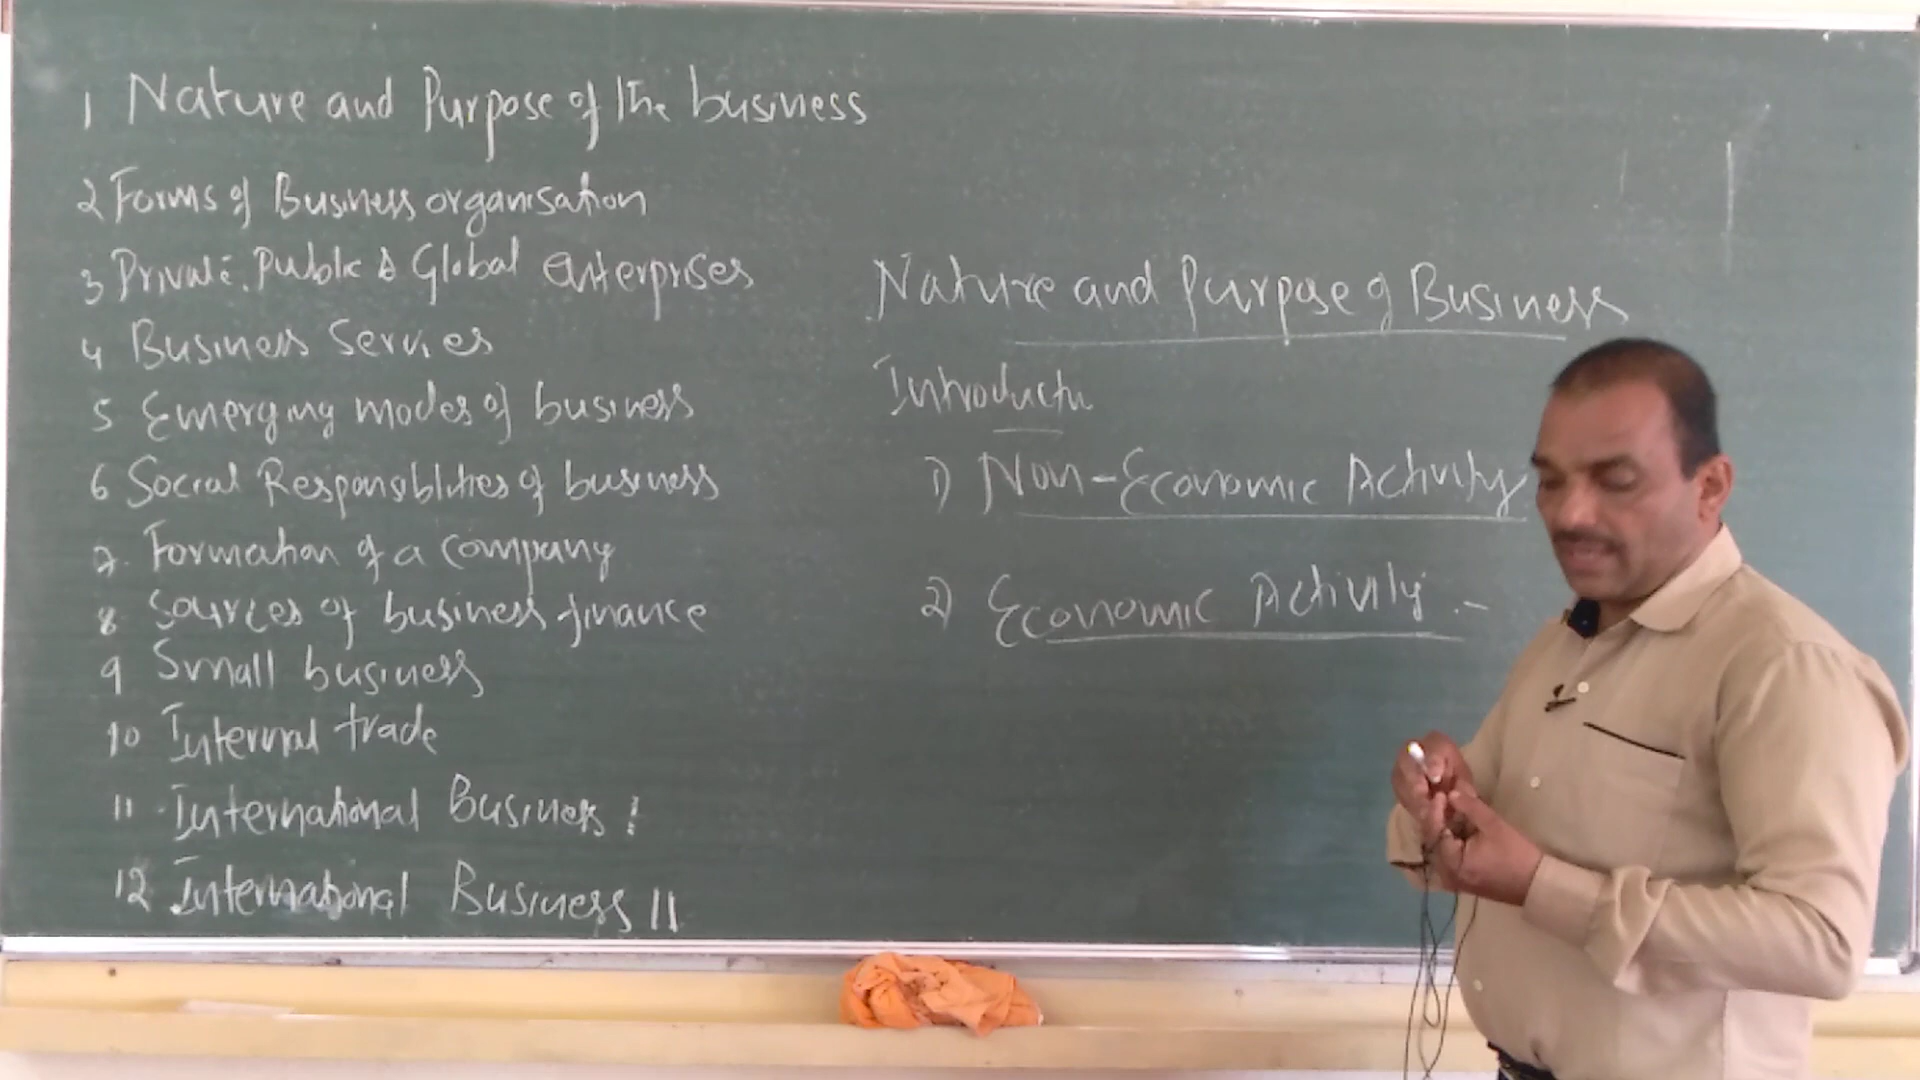 1 Nature and Purpose of the business
2 Forms of Business organisation
3 Private, Public & Global enterprises
4 Business Services
5 Emerging modes of business
6 Social Responsiblities of business
7. Formation of a company
8 Sources of business finance
9 Small business
10 Internal trade
11 International Business I
12 International Business II
Nature and Purpose of Business
Introductn
1) Non-Economic Activity
2) Economic Activity :-